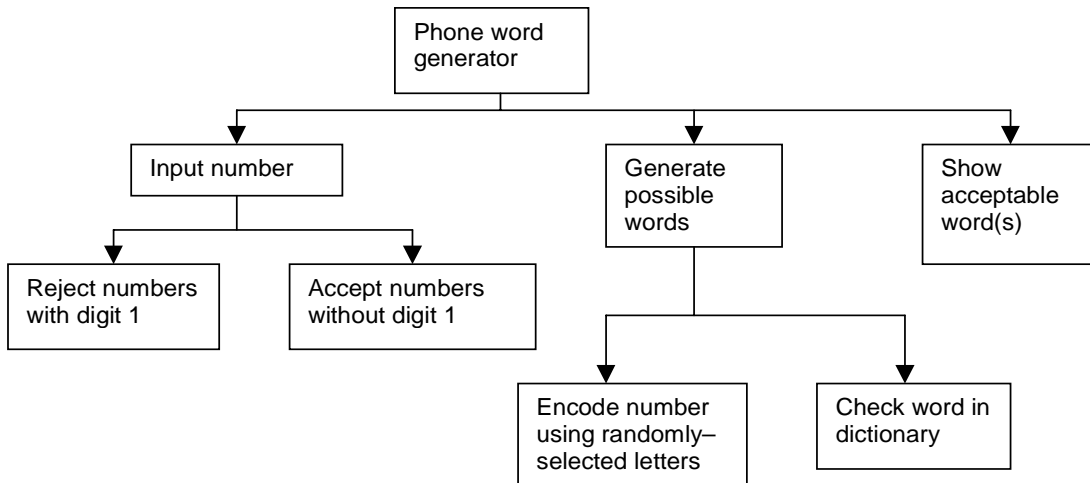 Phone word
generator
Input number
Generate
possible
words
Show
acceptable
word(s)
Reject numbers
with digit 1
Accept numbers
without digit 1
Encode number
using randomly–
selected letters
Check word in
dictionary